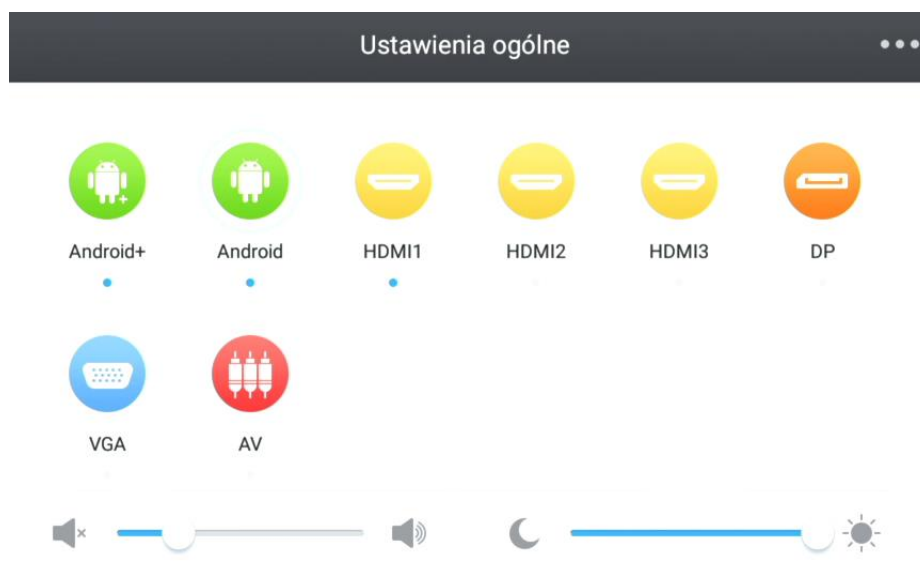 Ustawienia ogólne
Android+ Android HDMI1 HDMI2 HDMI3 DP
VGA AV